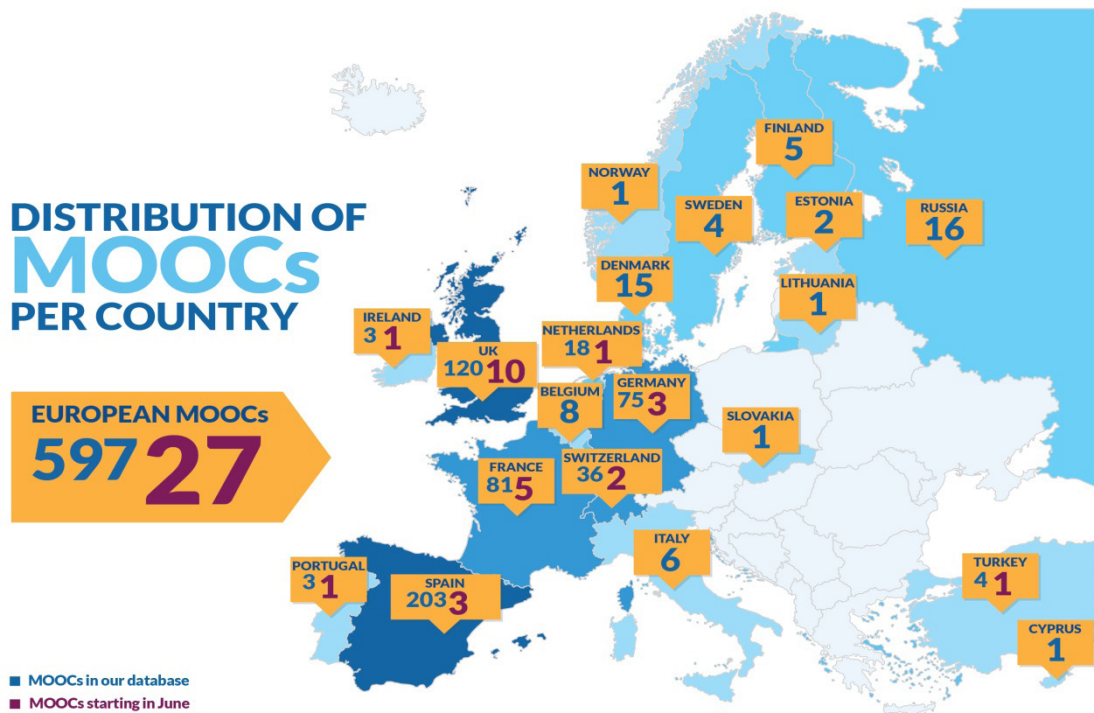 DISTRIBUTION OF
MOOCs
PER COUNTRY
EUROPEAN MOOCs
597 27
FINLAND
5
NORWAY
1
SWEDEN
4
ESTONIA
2
RUSSIA
16
DENMARK
15
LITHUANIA
1
IRELAND
3 1
UK
120 10
NETHERLANDS
18 1
BELGIUM
8
GERMANY
75 3
SLOVAKIA
1
FRANCE
81 5
SWITZERLAND
36 2
ITALY
6
PORTUGAL
3 1
SPAIN
203 3
TURKEY
4 1
CYPRUS
1
MOOCs in our database
MOOCs starting in June